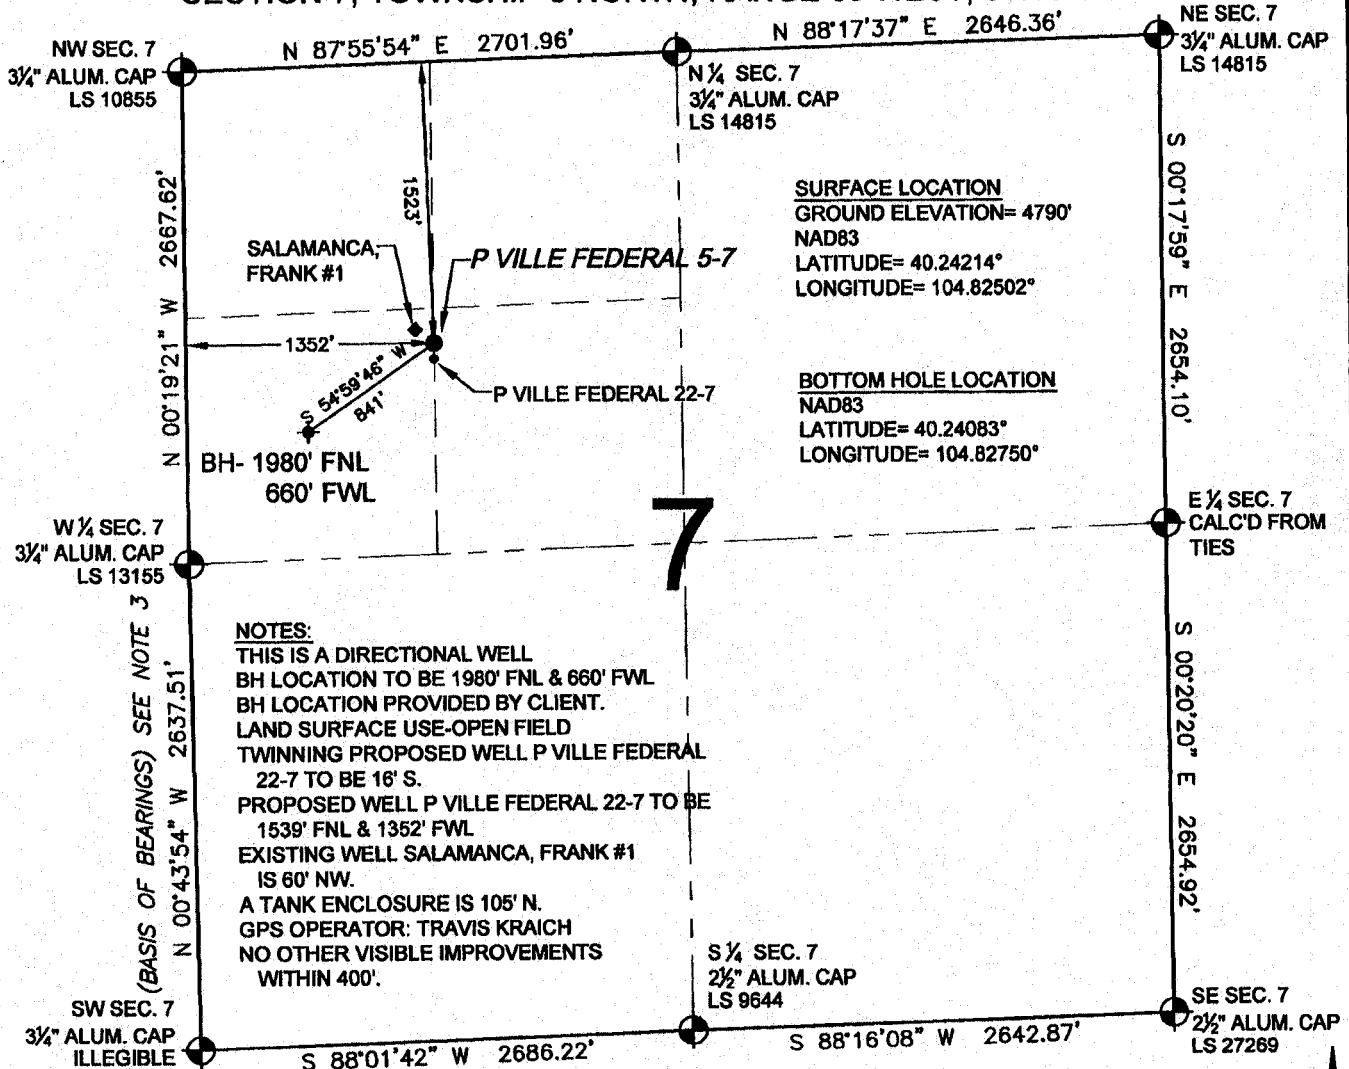 NW SEC. 7
3¼" ALUM. CAP
LS 10855
N 87°55'54" E 2701.96'
N 88°17'37" E 2646.36'
NE SEC. 7
3¼" ALUM. CAP
LS 14815
N ¼ SEC. 7
3¼" ALUM. CAP
LS 14815
N 00°19'21" W 2667.62'
1523'
S 00°17'59" E 2654.10'
SURFACE LOCATION
GROUND ELEVATION= 4790'
NAD83
LATITUDE= 40.24214°
LONGITUDE= 104.82502°
SALAMANCA,
FRANK #1
P VILLE FEDERAL 5-7
1352'
S 54°59'46" W
841'
P VILLE FEDERAL 22-7
BOTTOM HOLE LOCATION
NAD83
LATITUDE= 40.24083°
LONGITUDE= 104.82750°
BH- 1980' FNL
660' FWL
7
W ¼ SEC. 7
3¼" ALUM. CAP
LS 13155
E ¼ SEC. 7
CALC'D FROM
TIES
(BASIS OF BEARINGS) SEE NOTE 3
N 00°43'54" W 2637.51'
NOTES:
THIS IS A DIRECTIONAL WELL
BH LOCATION TO BE 1980' FNL & 660' FWL
BH LOCATION PROVIDED BY CLIENT.
LAND SURFACE USE-OPEN FIELD
TWINNING PROPOSED WELL P VILLE FEDERAL
22-7 TO BE 16' S.
PROPOSED WELL P VILLE FEDERAL 22-7 TO BE
1539' FNL & 1352' FWL
EXISTING WELL SALAMANCA, FRANK #1
IS 60' NW.
A TANK ENCLOSURE IS 105' N.
GPS OPERATOR: TRAVIS KRAICH
NO OTHER VISIBLE IMPROVEMENTS
WITHIN 400'.
S 00°20'20" E 2654.92'
S ¼ SEC. 7
2½" ALUM. CAP
LS 9644
SW SEC. 7
3¼" ALUM. CAP
ILLEGIBLE
S 88°01'42" W 2686.22'
S 88°16'08" W 2642.87'
SE SEC. 7
2½" ALUM. CAP
LS 27269